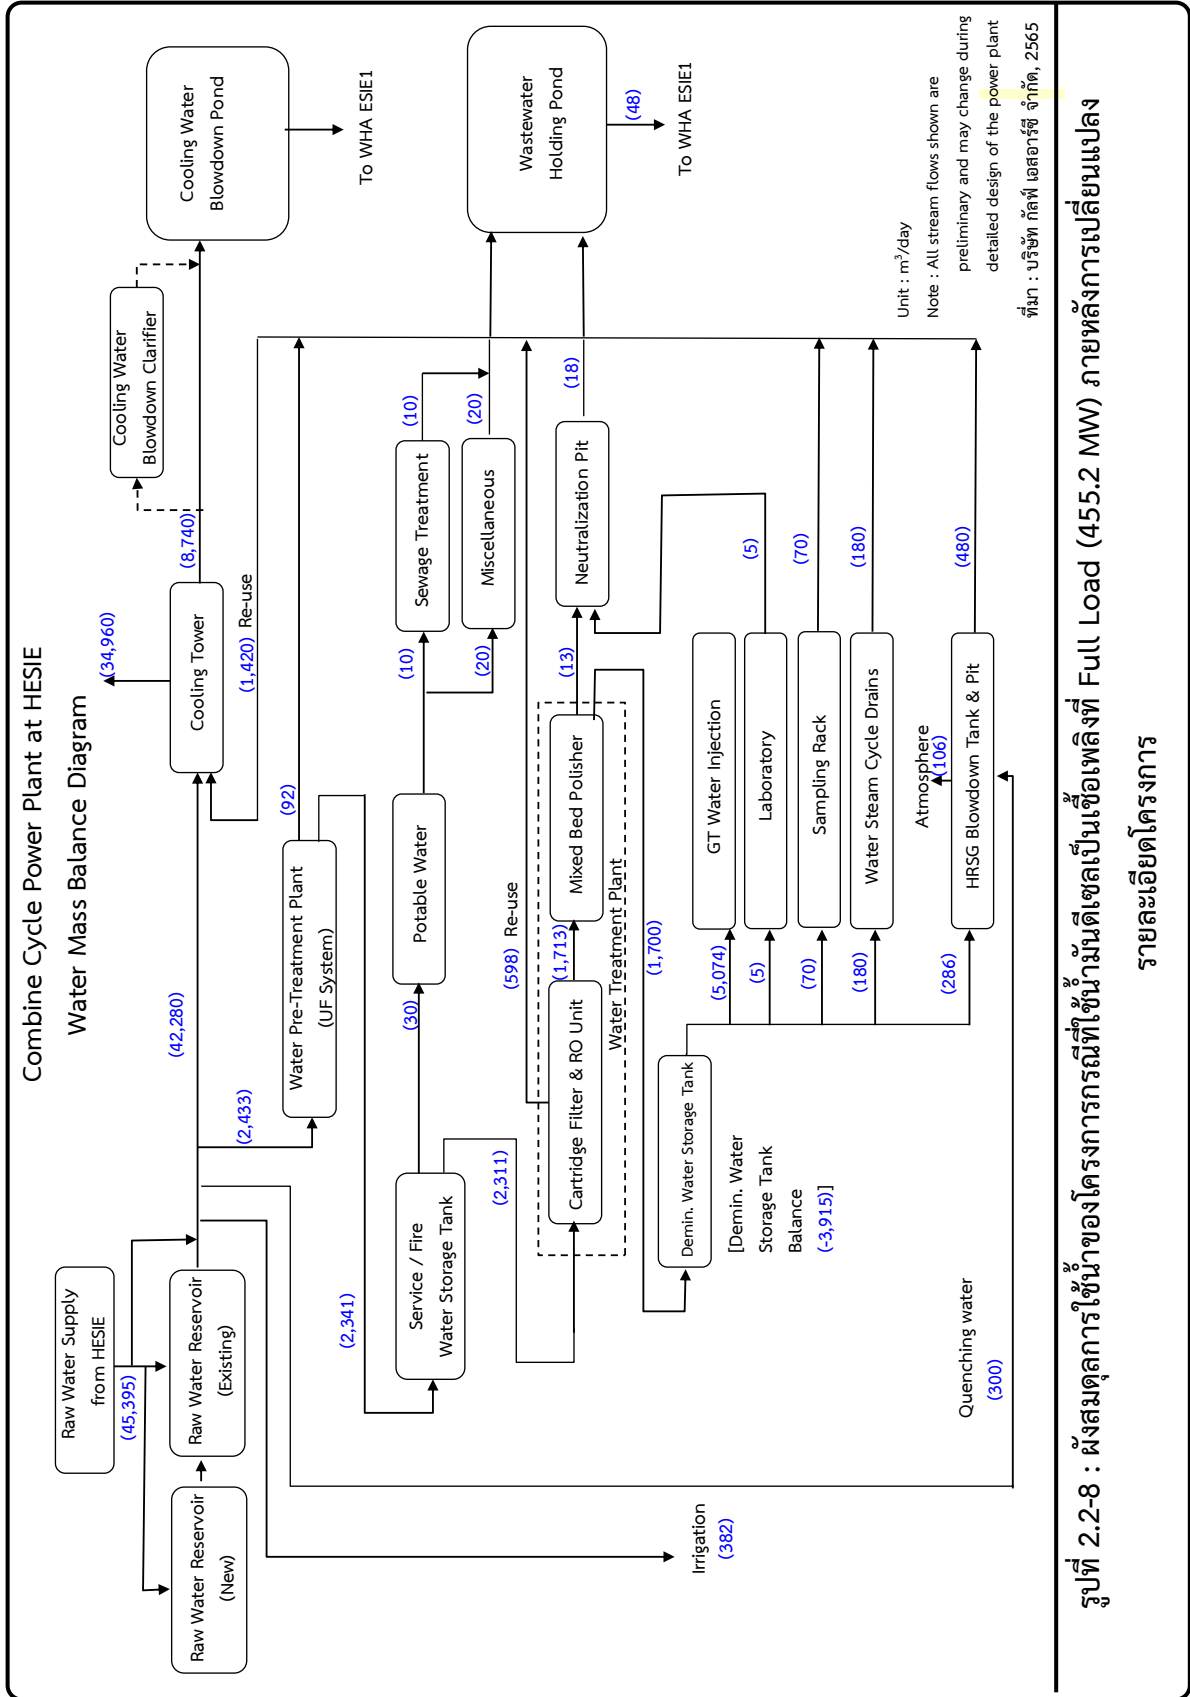 Combine Cycle Power Plant at HESIE
Water Mass Balance Diagram
Raw Water Supply
from HESIE
(45,395)
Raw Water Reservoir
(New)
Raw Water Reservoir
(Existing)
(42,280)
(2,433)
Cooling Tower
(34,960)
(8,740)
Cooling Water
Blowdown Clarifier
Cooling Water
Blowdown Pond
To WHA ESIE1
(1,420) Re-use
Water Pre-Treatment Plant
(UF System)
(92)
(2,341)
Service / Fire
Water Storage Tank
(30)
Potable Water
(10)
Sewage Treatment
(10)
(20)
Miscellaneous
(20)
Wastewater
Holding Pond
(48)
To WHA ESIE1
(2,311)
Cartridge Filter & RO Unit
(598) Re-use
(1,713)
Mixed Bed Polisher
Water Treatment Plant
(13)
Neutralization Pit
(18)
(1,700)
Demin. Water Storage Tank
[Demin. Water
Storage Tank
Balance
(-3,915)]
(5,074)
GT Water Injection
(5)
Laboratory
(5)
(70)
Sampling Rack
(70)
(180)
Water Steam Cycle Drains
(180)
Atmosphere
(106)
(286)
HRSG Blowdown Tank & Pit
(480)
Irrigation
(382)
Quenching water
(300)
Unit : m³/day
Note : All stream flows shown are
preliminary and may change during
detailed design of the power plant
ที่มา : บริษัท กัลฟ์ เอสอาร์ซี จำกัด, 2565
รูปที่ 2.2-8 : ผังสมดุลการใช้น้ำของโครงการกรณีที่ใช้น้ำมันดีเซลเป็นเชื้อเพลิงที่ Full Load (455.2 MW) ภายหลังการเปลี่ยนแปลง
รายละเอียดโครงการ